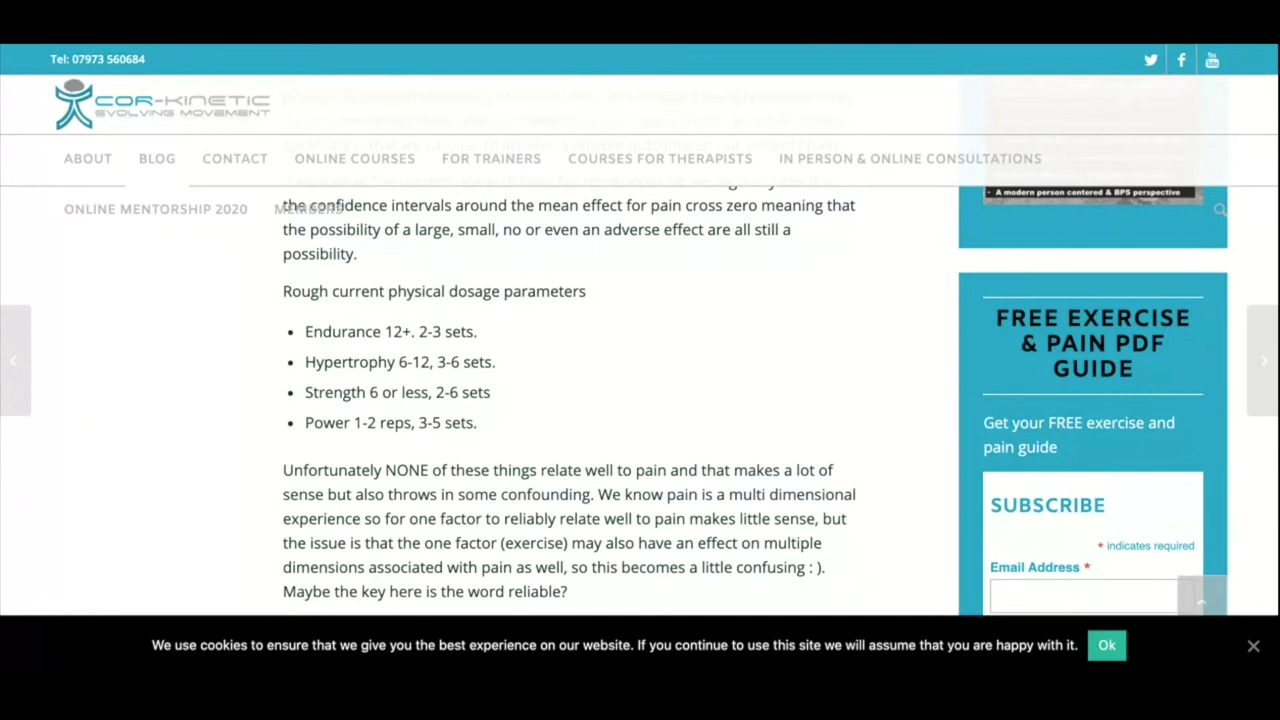 Tel: 07973 560684
COR-KINETIC
EVOLVING MOVEMENT
ABOUT BLOG CONTACT ONLINE COURSES FOR TRAINERS COURSES FOR THERAPISTS IN PERSON & ONLINE CONSULTATIONS
ONLINE MENTORSHIP 2020 MEMBERS
the confidence intervals around the mean effect for pain cross zero meaning that
the possibility of a large, small, no or even an adverse effect are all still a
possibility.
Rough current physical dosage parameters
• Endurance 12+. 2-3 sets.
• Hypertrophy 6-12, 3-6 sets.
• Strength 6 or less, 2-6 sets
• Power 1-2 reps, 3-5 sets.
Unfortunately NONE of these things relate well to pain and that makes a lot of
sense but also throws in some confounding. We know pain is a multi dimensional
experience so for one factor to reliably relate well to pain makes little sense, but
the issue is that the one factor (exercise) may also have an effect on multiple
dimensions associated with pain as well, so this becomes a little confusing : ).
Maybe the key here is the word reliable?
• A modern person centered & BPS perspective
FREE EXERCISE
& PAIN PDF
GUIDE
Get your FREE exercise and
pain guide
SUBSCRIBE
* indicates required
Email Address *
We use cookies to ensure that we give you the best experience on our website. If you continue to use this site we will assume that you are happy with it. Ok